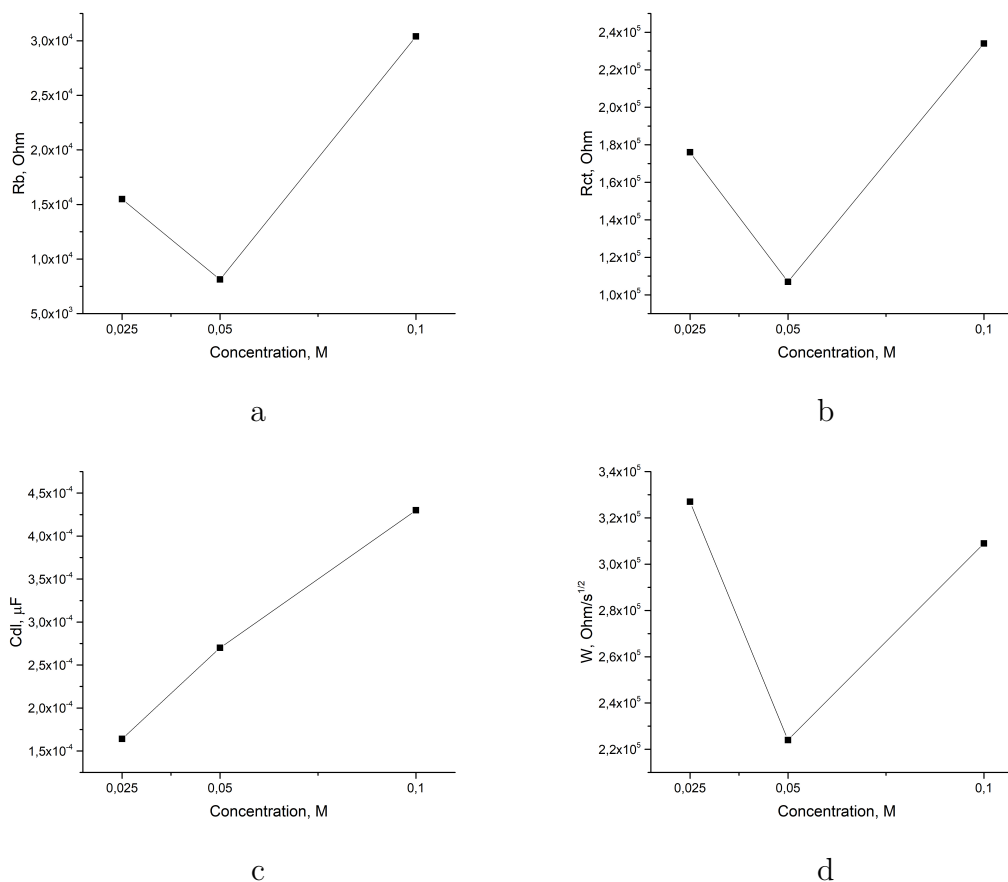 3,0x10⁴
2,5x10⁴
2,0x10⁴
1,5x10⁴
1,0x10⁴
5,0x10³
Rb, Ohm
0,025 0,05 0,1
Concentration, M
a
2,4x10⁵
2,2x10⁵
2,0x10⁵
1,8x10⁵
1,6x10⁵
1,4x10⁵
1,2x10⁵
1,0x10⁵
Rct, Ohm
0,025 0,05 0,1
Concentration, M
b
4,5x10⁻⁴
4,0x10⁻⁴
3,5x10⁻⁴
3,0x10⁻⁴
2,5x10⁻⁴
2,0x10⁻⁴
1,5x10⁻⁴
Cdl, μF
0,025 0,05 0,1
Concentration, M
c
3,4x10⁵
3,2x10⁵
3,0x10⁵
2,8x10⁵
2,6x10⁵
2,4x10⁵
2,2x10⁵
W, Ohm/s¹ᐟ²
0,025 0,05 0,1
Concentration, M
d